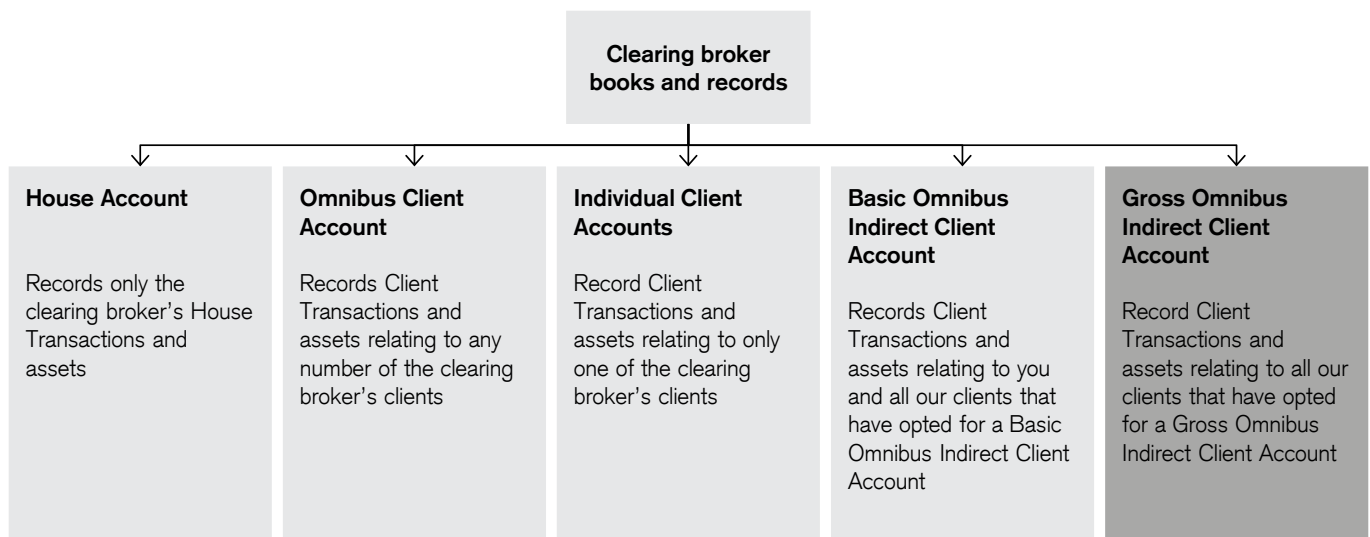 Clearing broker
books and records
House Account
Records only the
clearing broker’s House
Transactions and
assets
Omnibus Client
Account
Records Client
Transactions and
assets relating to any
number of the clearing
broker’s clients
Individual Client
Accounts
Record Client
Transactions and
assets relating to only
one of the clearing
broker’s clients
Basic Omnibus
Indirect Client
Account
Records Client
Transactions and
assets relating to you
and all our clients that
have opted for a Basic
Omnibus Indirect Client
Account
Gross Omnibus
Indirect Client
Account
Record Client
Transactions and
assets relating to all our
clients that have opted
for a Gross Omnibus
Indirect Client Account